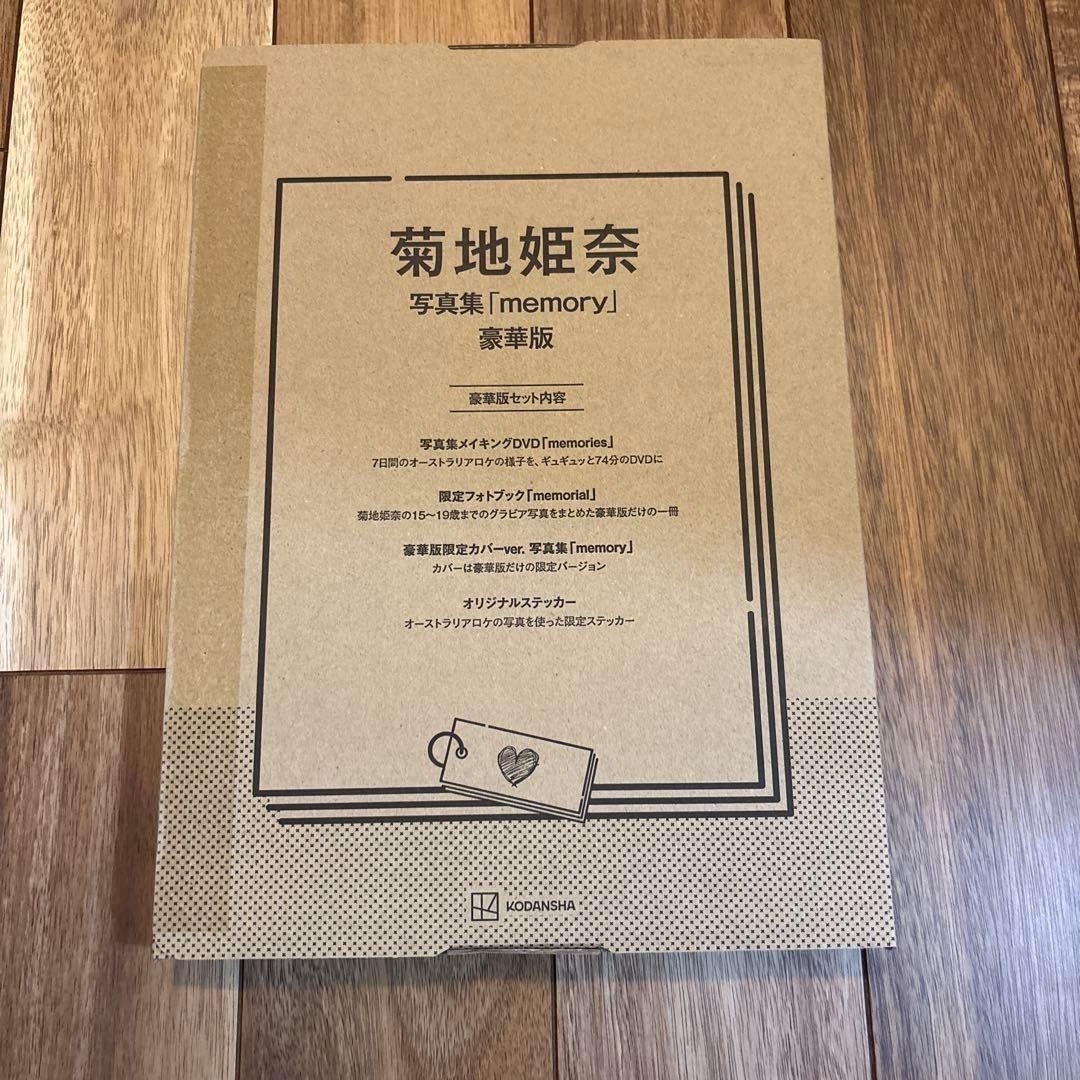 菊地姫奈
写真集「memory」
豪華版
豪華版セット内容
写真集メイキングDVD「memories」
7日間のオーストラリアロケの様子を、ギュギュッと74分のDVDに
限定フォトブック「memorial」
菊地姫奈の15〜19歳までのグラビア写真をまとめた豪華版だけの一冊
豪華版限定カバーver. 写真集「memory」
カバーは豪華版だけの限定バージョン
オリジナルステッカー
オーストラリアロケの写真を使った限定ステッカー
KODANSHA